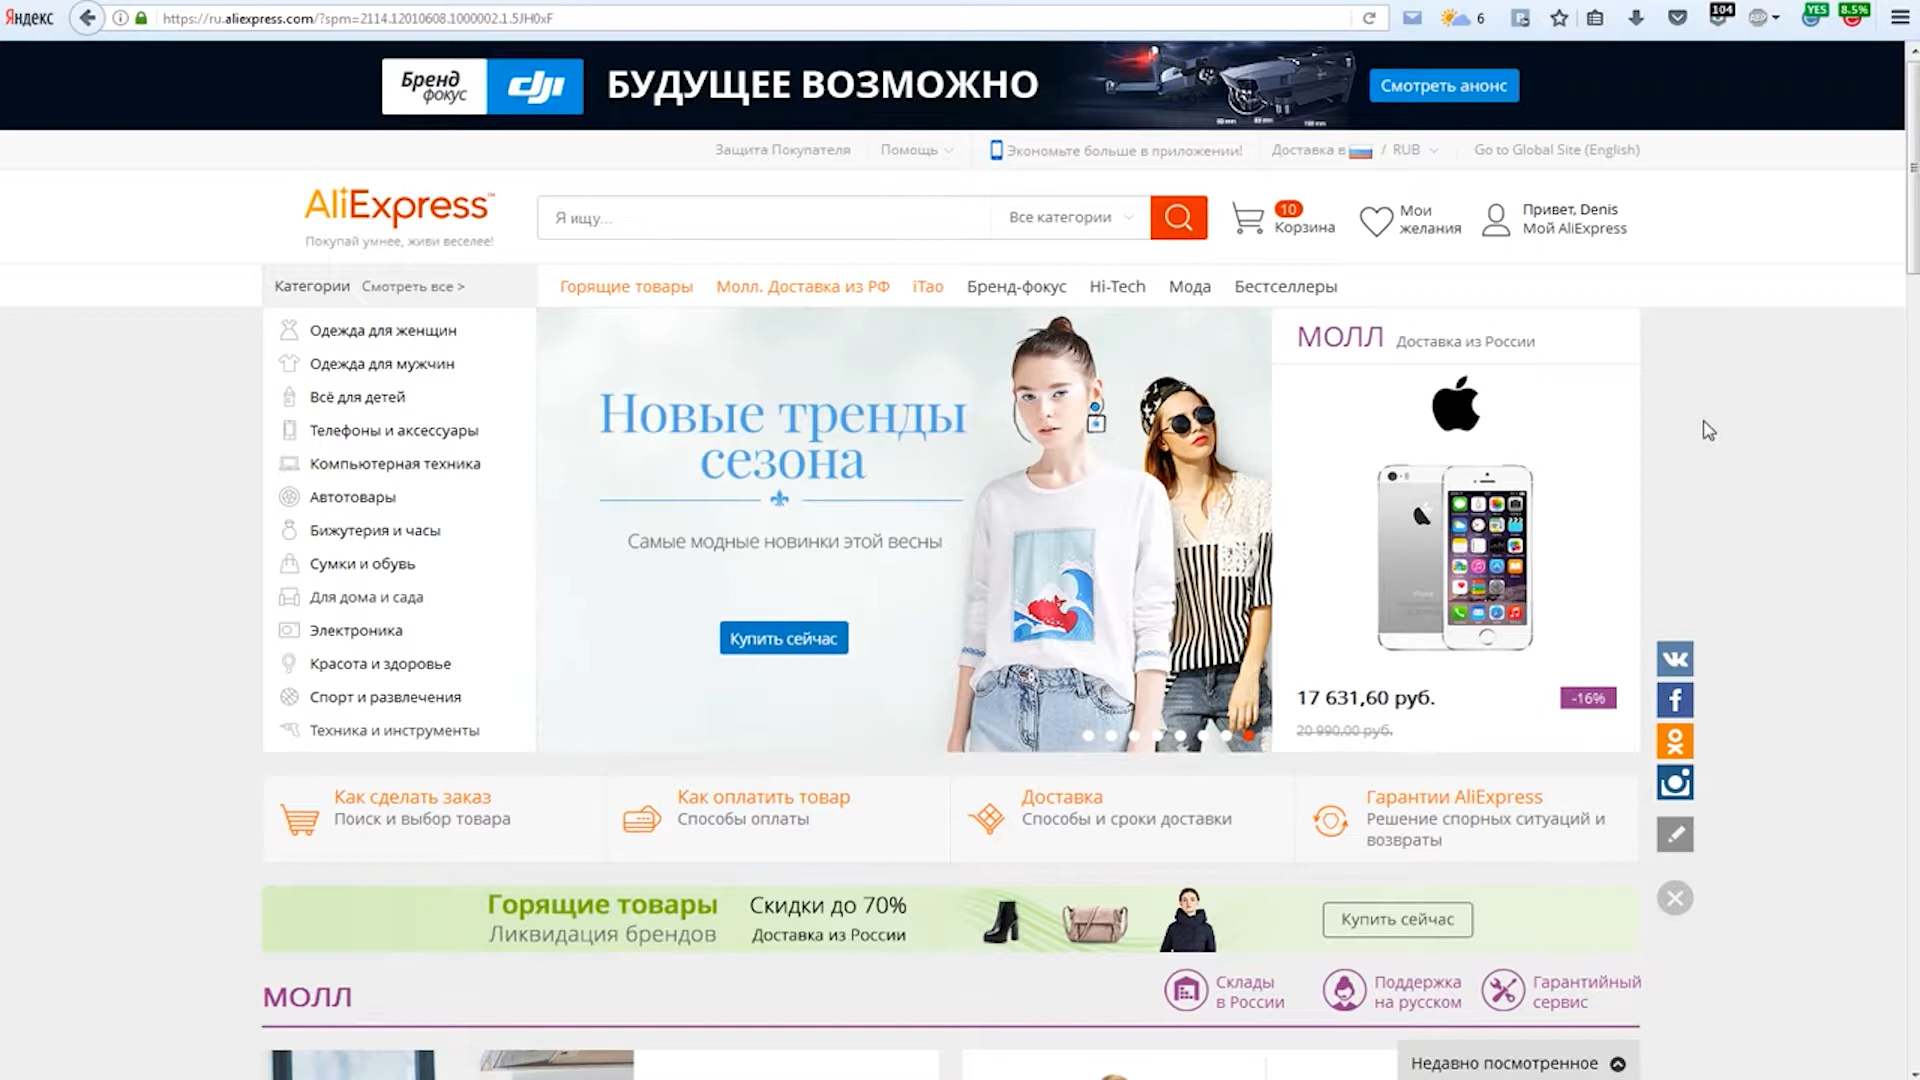 Яндекс
https://ru.aliexpress.com/?spm=2114.12010608.1000002.1.5JH0xF
6
104
ABP
YES
8.5%
Бренд фокус
dji
БУДУЩЕЕ ВОЗМОЖНО
Смотреть анонс
Защита Покупателя
Помощь
Экономьте больше в приложении!
Доставка в / RUB
Go to Global Site (English)
AliExpress™
Покупай умнее, живи веселее!
Я ищу...
Все категории
10
Корзина
Мои
желания
Привет, Denis
Мой AliExpress
Категории Смотреть все >
Горящие товары
Молл. Доставка из РФ
iTao
Бренд-фокус
Hi-Tech
Мода
Бестселлеры
Одежда для женщин
Одежда для мужчин
Всё для детей
Телефоны и аксессуары
Компьютерная техника
Автотовары
Бижутерия и часы
Сумки и обувь
Для дома и сада
Электроника
Красота и здоровье
Спорт и развлечения
Техника и инструменты
Новые тренды
сезона
Самые модные новинки этой весны
Купить сейчас
МОЛЛ Доставка из России
17 631,60 руб.
-16%
20 990,00 руб.
Как сделать заказ
Поиск и выбор товара
Как оплатить товар
Способы оплаты
Доставка
Способы и сроки доставки
Гарантии AliExpress
Решение спорных ситуаций и
возвраты
Горящие товары
Ликвидация брендов
Скидки до 70%
Доставка из России
Купить сейчас
МОЛЛ
Склады
в России
Поддержка
на русском
Гарантийный
сервис
Недавно посмотренное